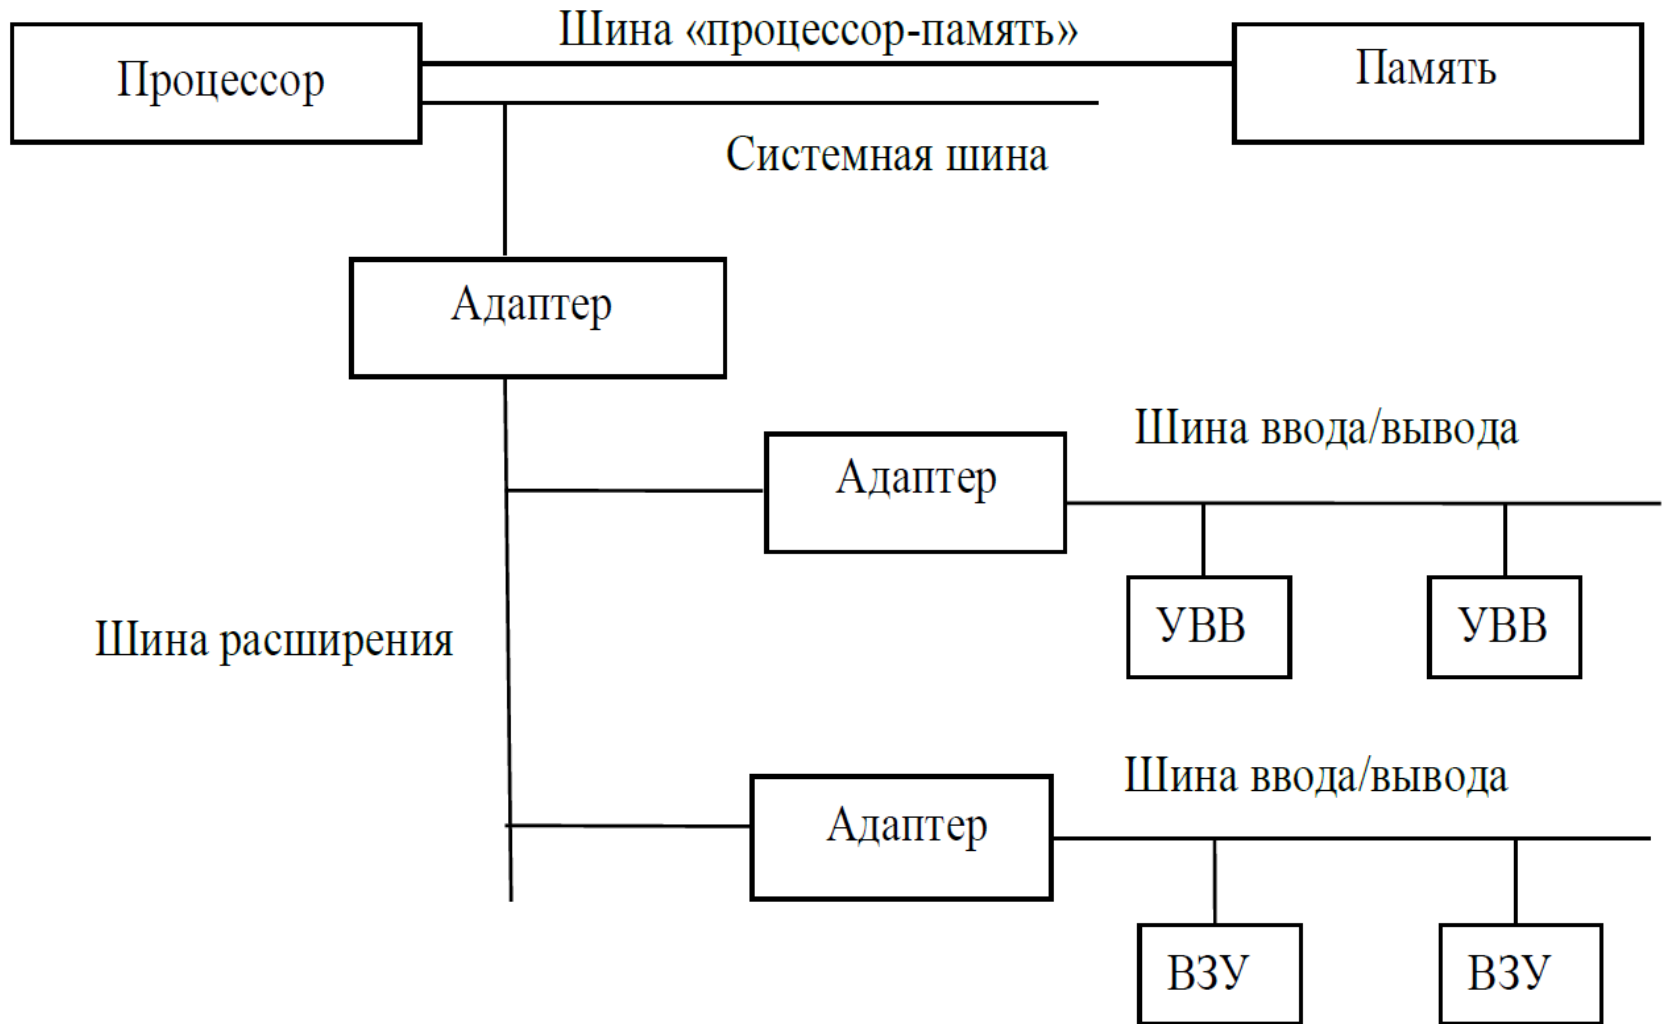 Шина «процессор-память»
Процессор
Память
Системная шина
Адаптер
Шина ввода/вывода
Адаптер
УВВ
УВВ
Шина расширения
Шина ввода/вывода
Адаптер
ВЗУ
ВЗУ